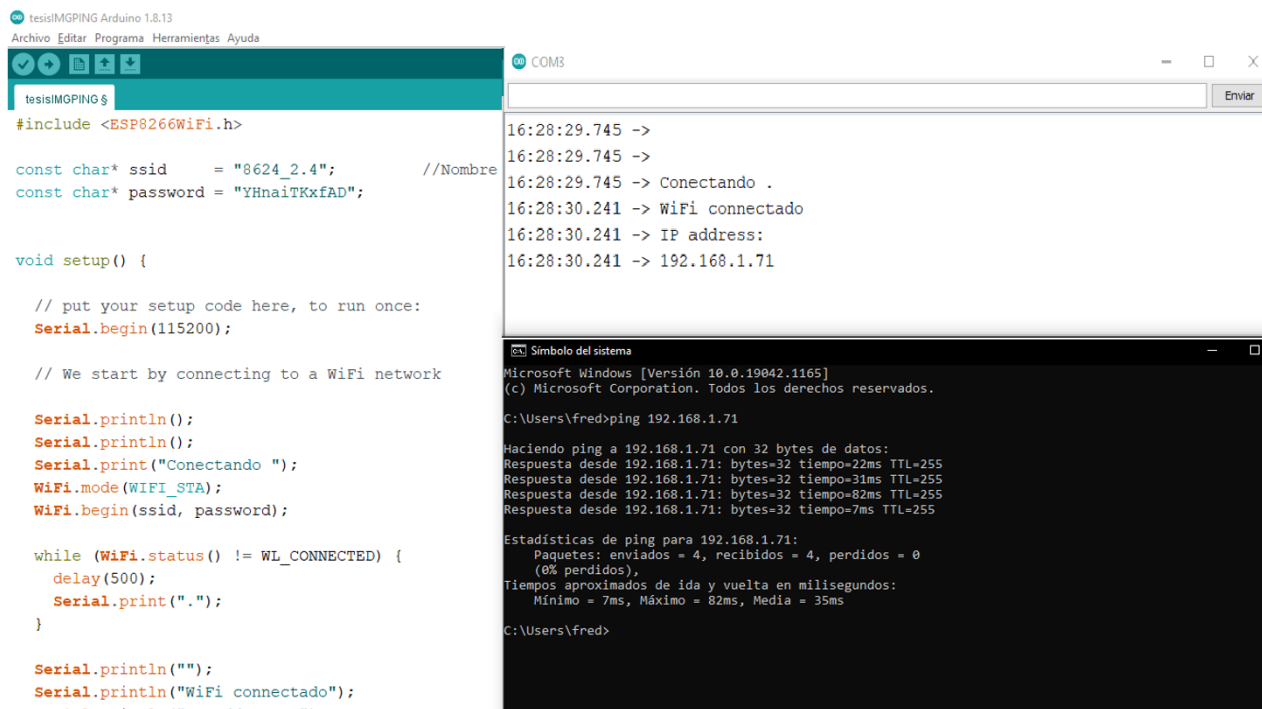 tesisIMGPING Arduino 1.8.13
Archivo Editar Programa Herramientas Ayuda
tesisIMGPING §
#include <ESP8266WiFi.h>
const char* ssid     = "8624_2.4";         //Nombre
const char* password = "YHnaiTKxfAD";
void setup() {
  // put your setup code here, to run once:
  Serial.begin(115200);
  // We start by connecting to a WiFi network
  Serial.println();
  Serial.println();
  Serial.print("Conectando ");
  WiFi.mode(WIFI_STA);
  WiFi.begin(ssid, password);
  while (WiFi.status() != WL_CONNECTED) {
    delay(500);
    Serial.print(".");
  }
  Serial.println("");
  Serial.println("WiFi connectado");
COM3
Enviar
16:28:29.745 ->
16:28:29.745 ->
16:28:29.745 -> Conectando .
16:28:30.241 -> WiFi connectado
16:28:30.241 -> IP address:
16:28:30.241 -> 192.168.1.71
Símbolo del sistema
Microsoft Windows [Versión 10.0.19042.1165]
(c) Microsoft Corporation. Todos los derechos reservados.
C:\Users\fred>ping 192.168.1.71
Haciendo ping a 192.168.1.71 con 32 bytes de datos:
Respuesta desde 192.168.1.71: bytes=32 tiempo=22ms TTL=255
Respuesta desde 192.168.1.71: bytes=32 tiempo=31ms TTL=255
Respuesta desde 192.168.1.71: bytes=32 tiempo=82ms TTL=255
Respuesta desde 192.168.1.71: bytes=32 tiempo=7ms TTL=255
Estadísticas de ping para 192.168.1.71:
    Paquetes: enviados = 4, recibidos = 4, perdidos = 0
    (0% perdidos),
Tiempos aproximados de ida y vuelta en milisegundos:
    Mínimo = 7ms, Máximo = 82ms, Media = 35ms
C:\Users\fred>